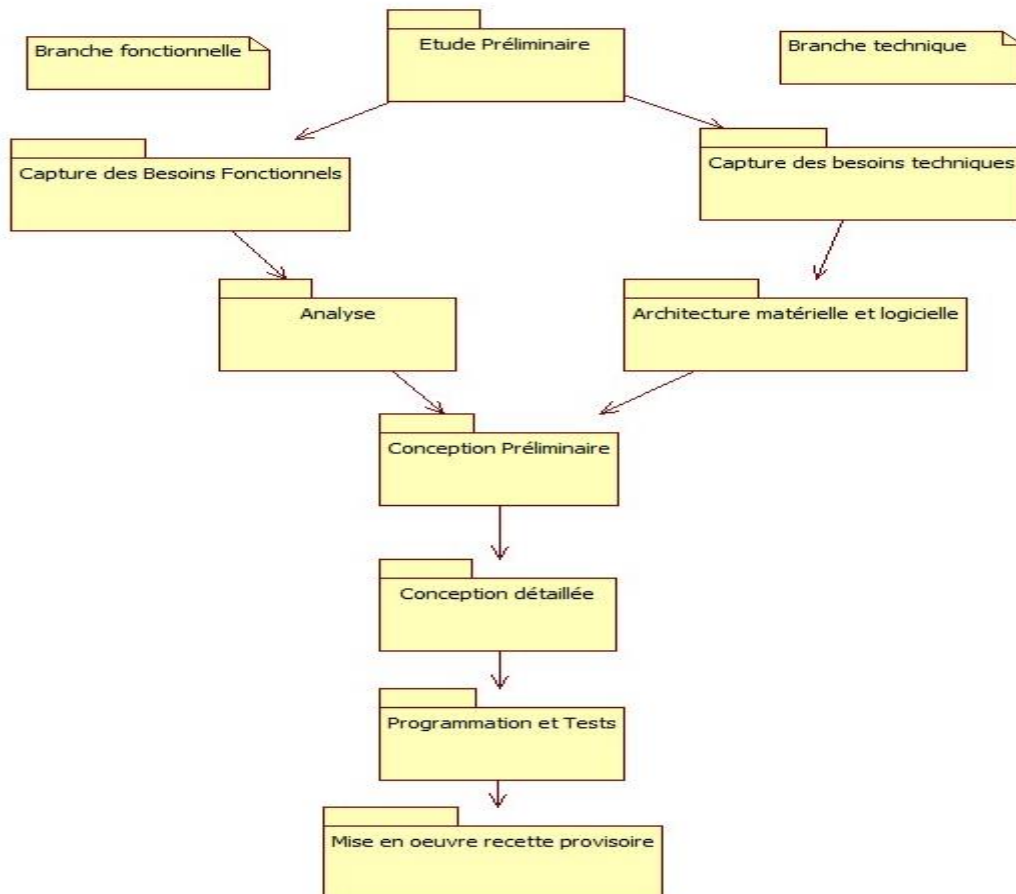 Etude Préliminaire
Branche fonctionnelle
Branche technique
Capture des Besoins Fonctionnels
Capture des besoins techniques
Analyse
Architecture matérielle et logicielle
Conception Préliminaire
Conception détaillée
Programmation et Tests
Mise en oeuvre recette provisoire